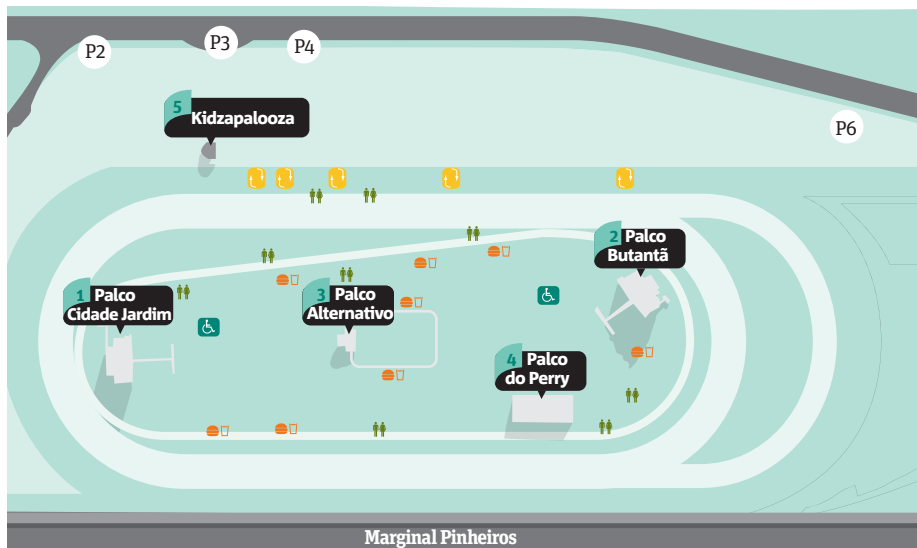 P2
P3
P4
P6
5
Kidzapalooza
2 Palco
Butantã
1 Palco
Cidade Jardim
3 Palco
Alternativo
4 Palco
do Perry
Marginal Pinheiros